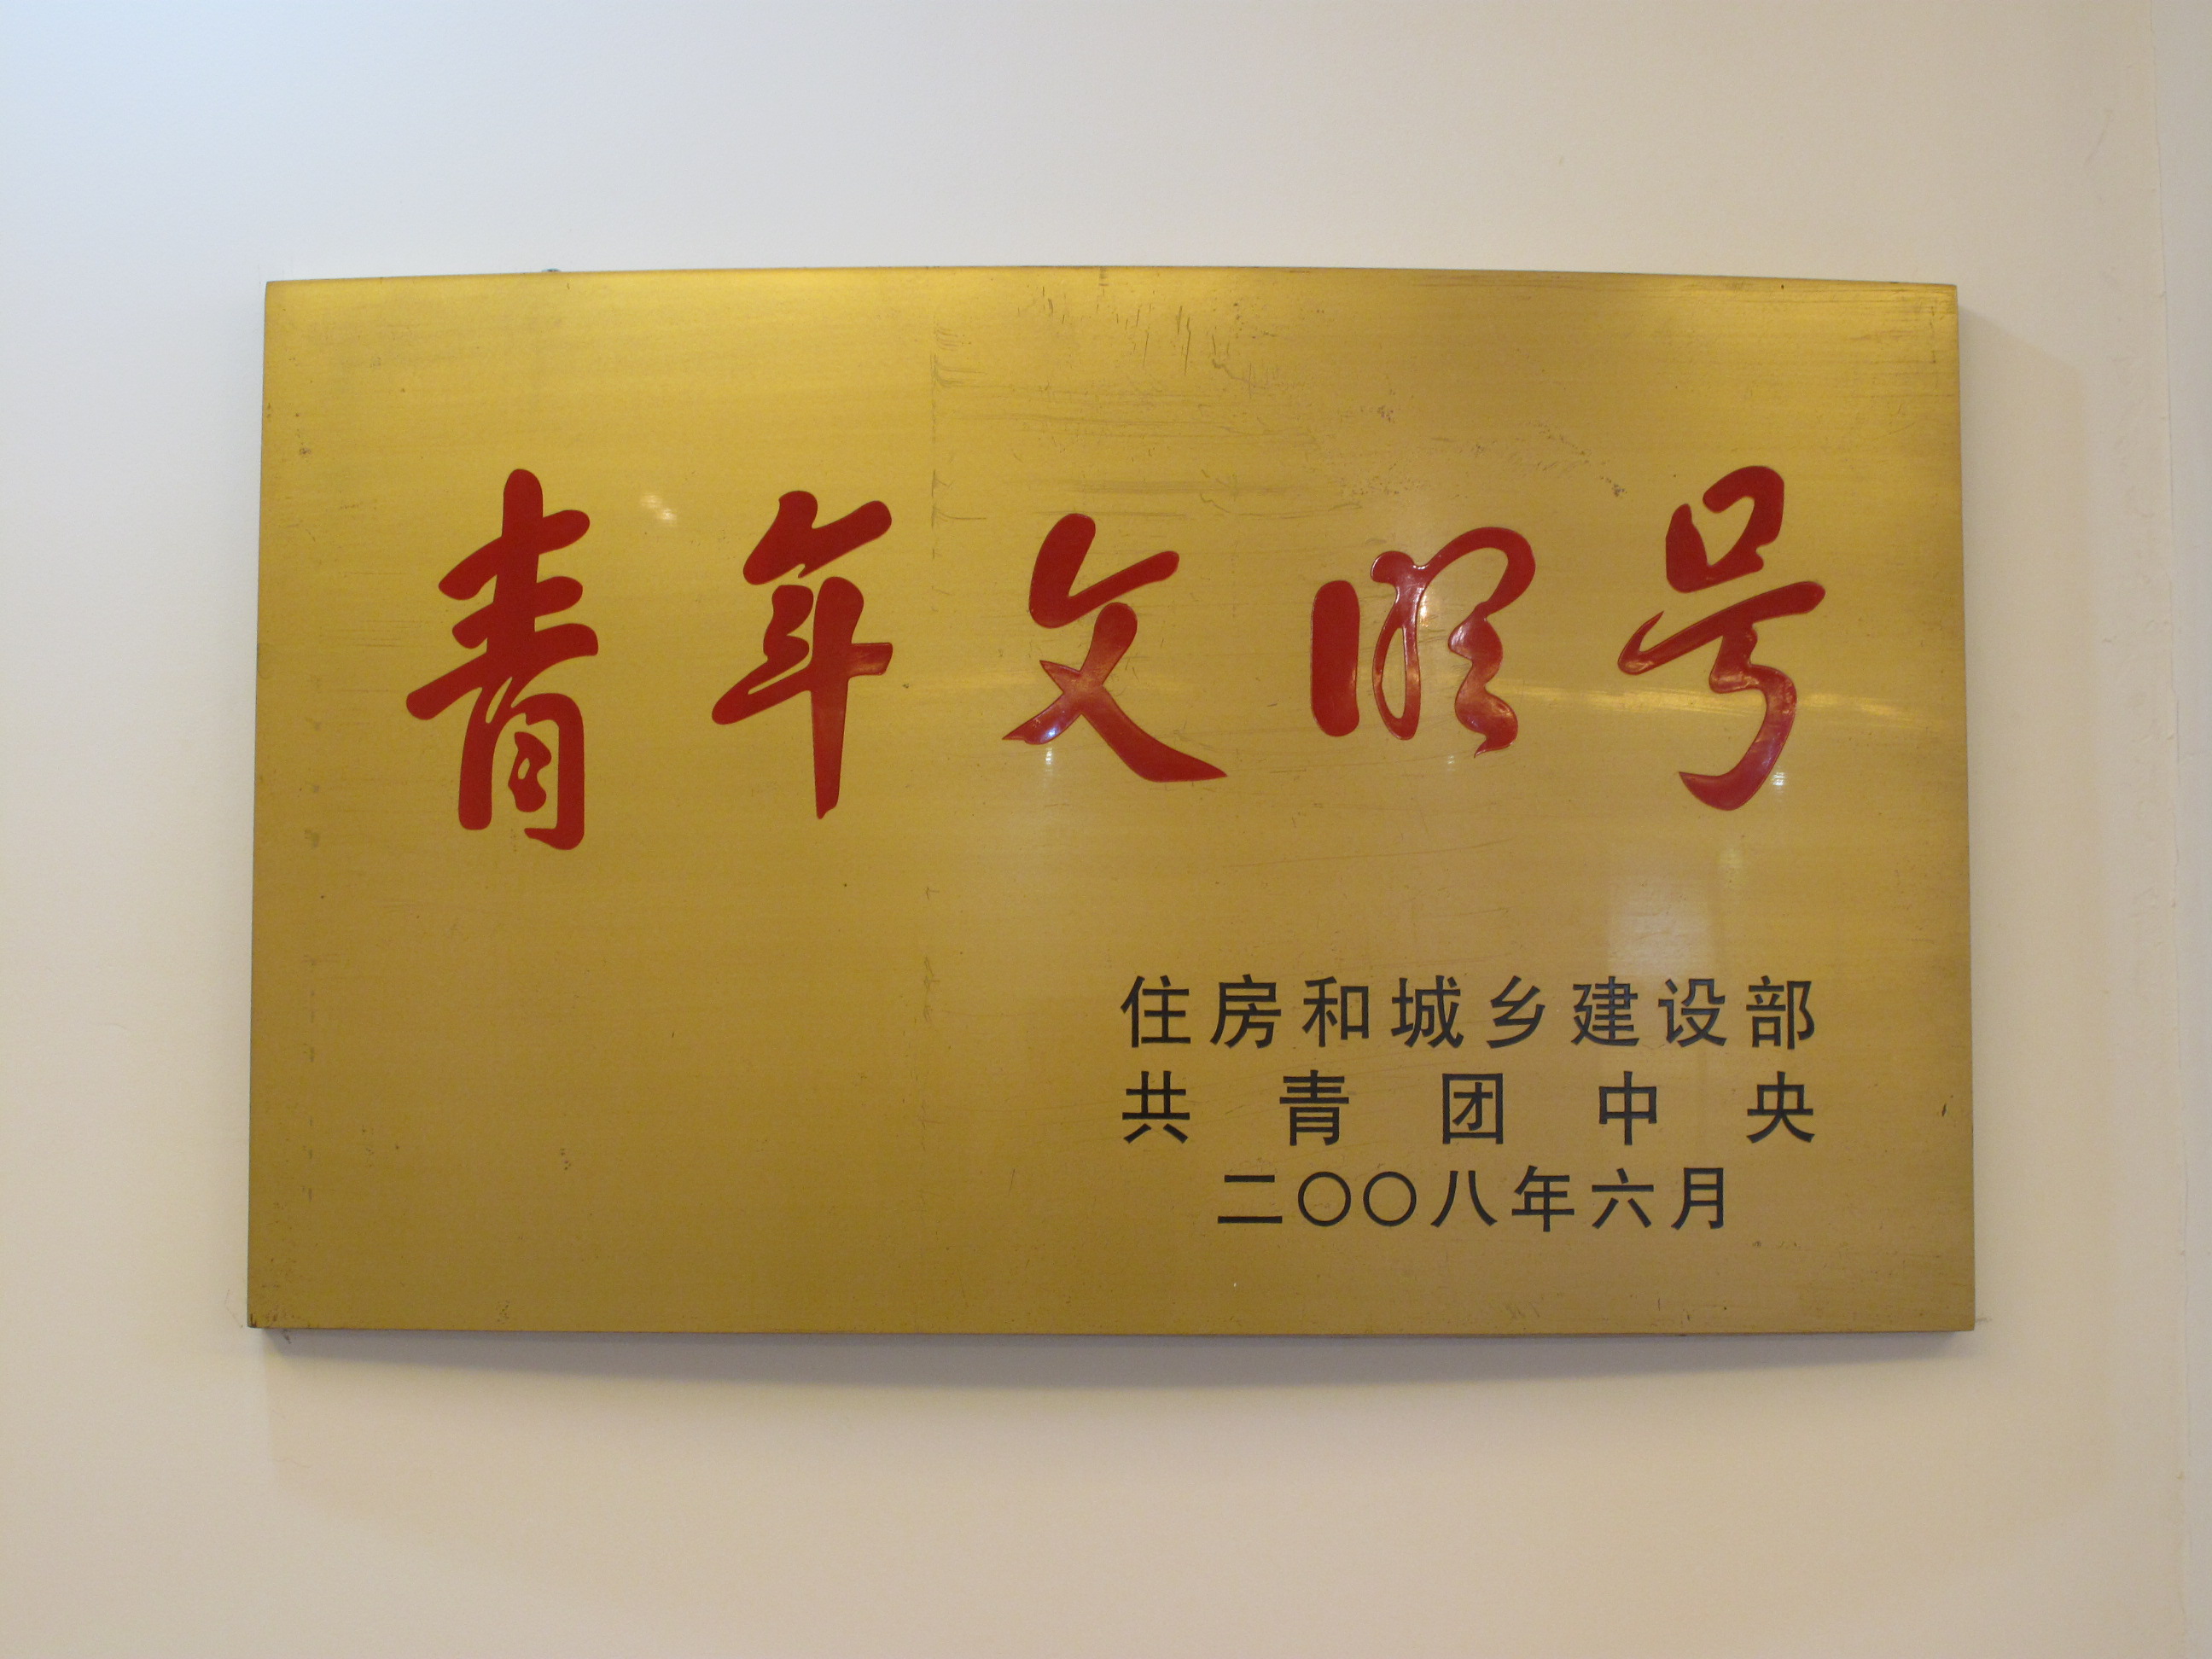 青年文明号
住房和城乡建设部
共青团中央
二〇〇八年六月